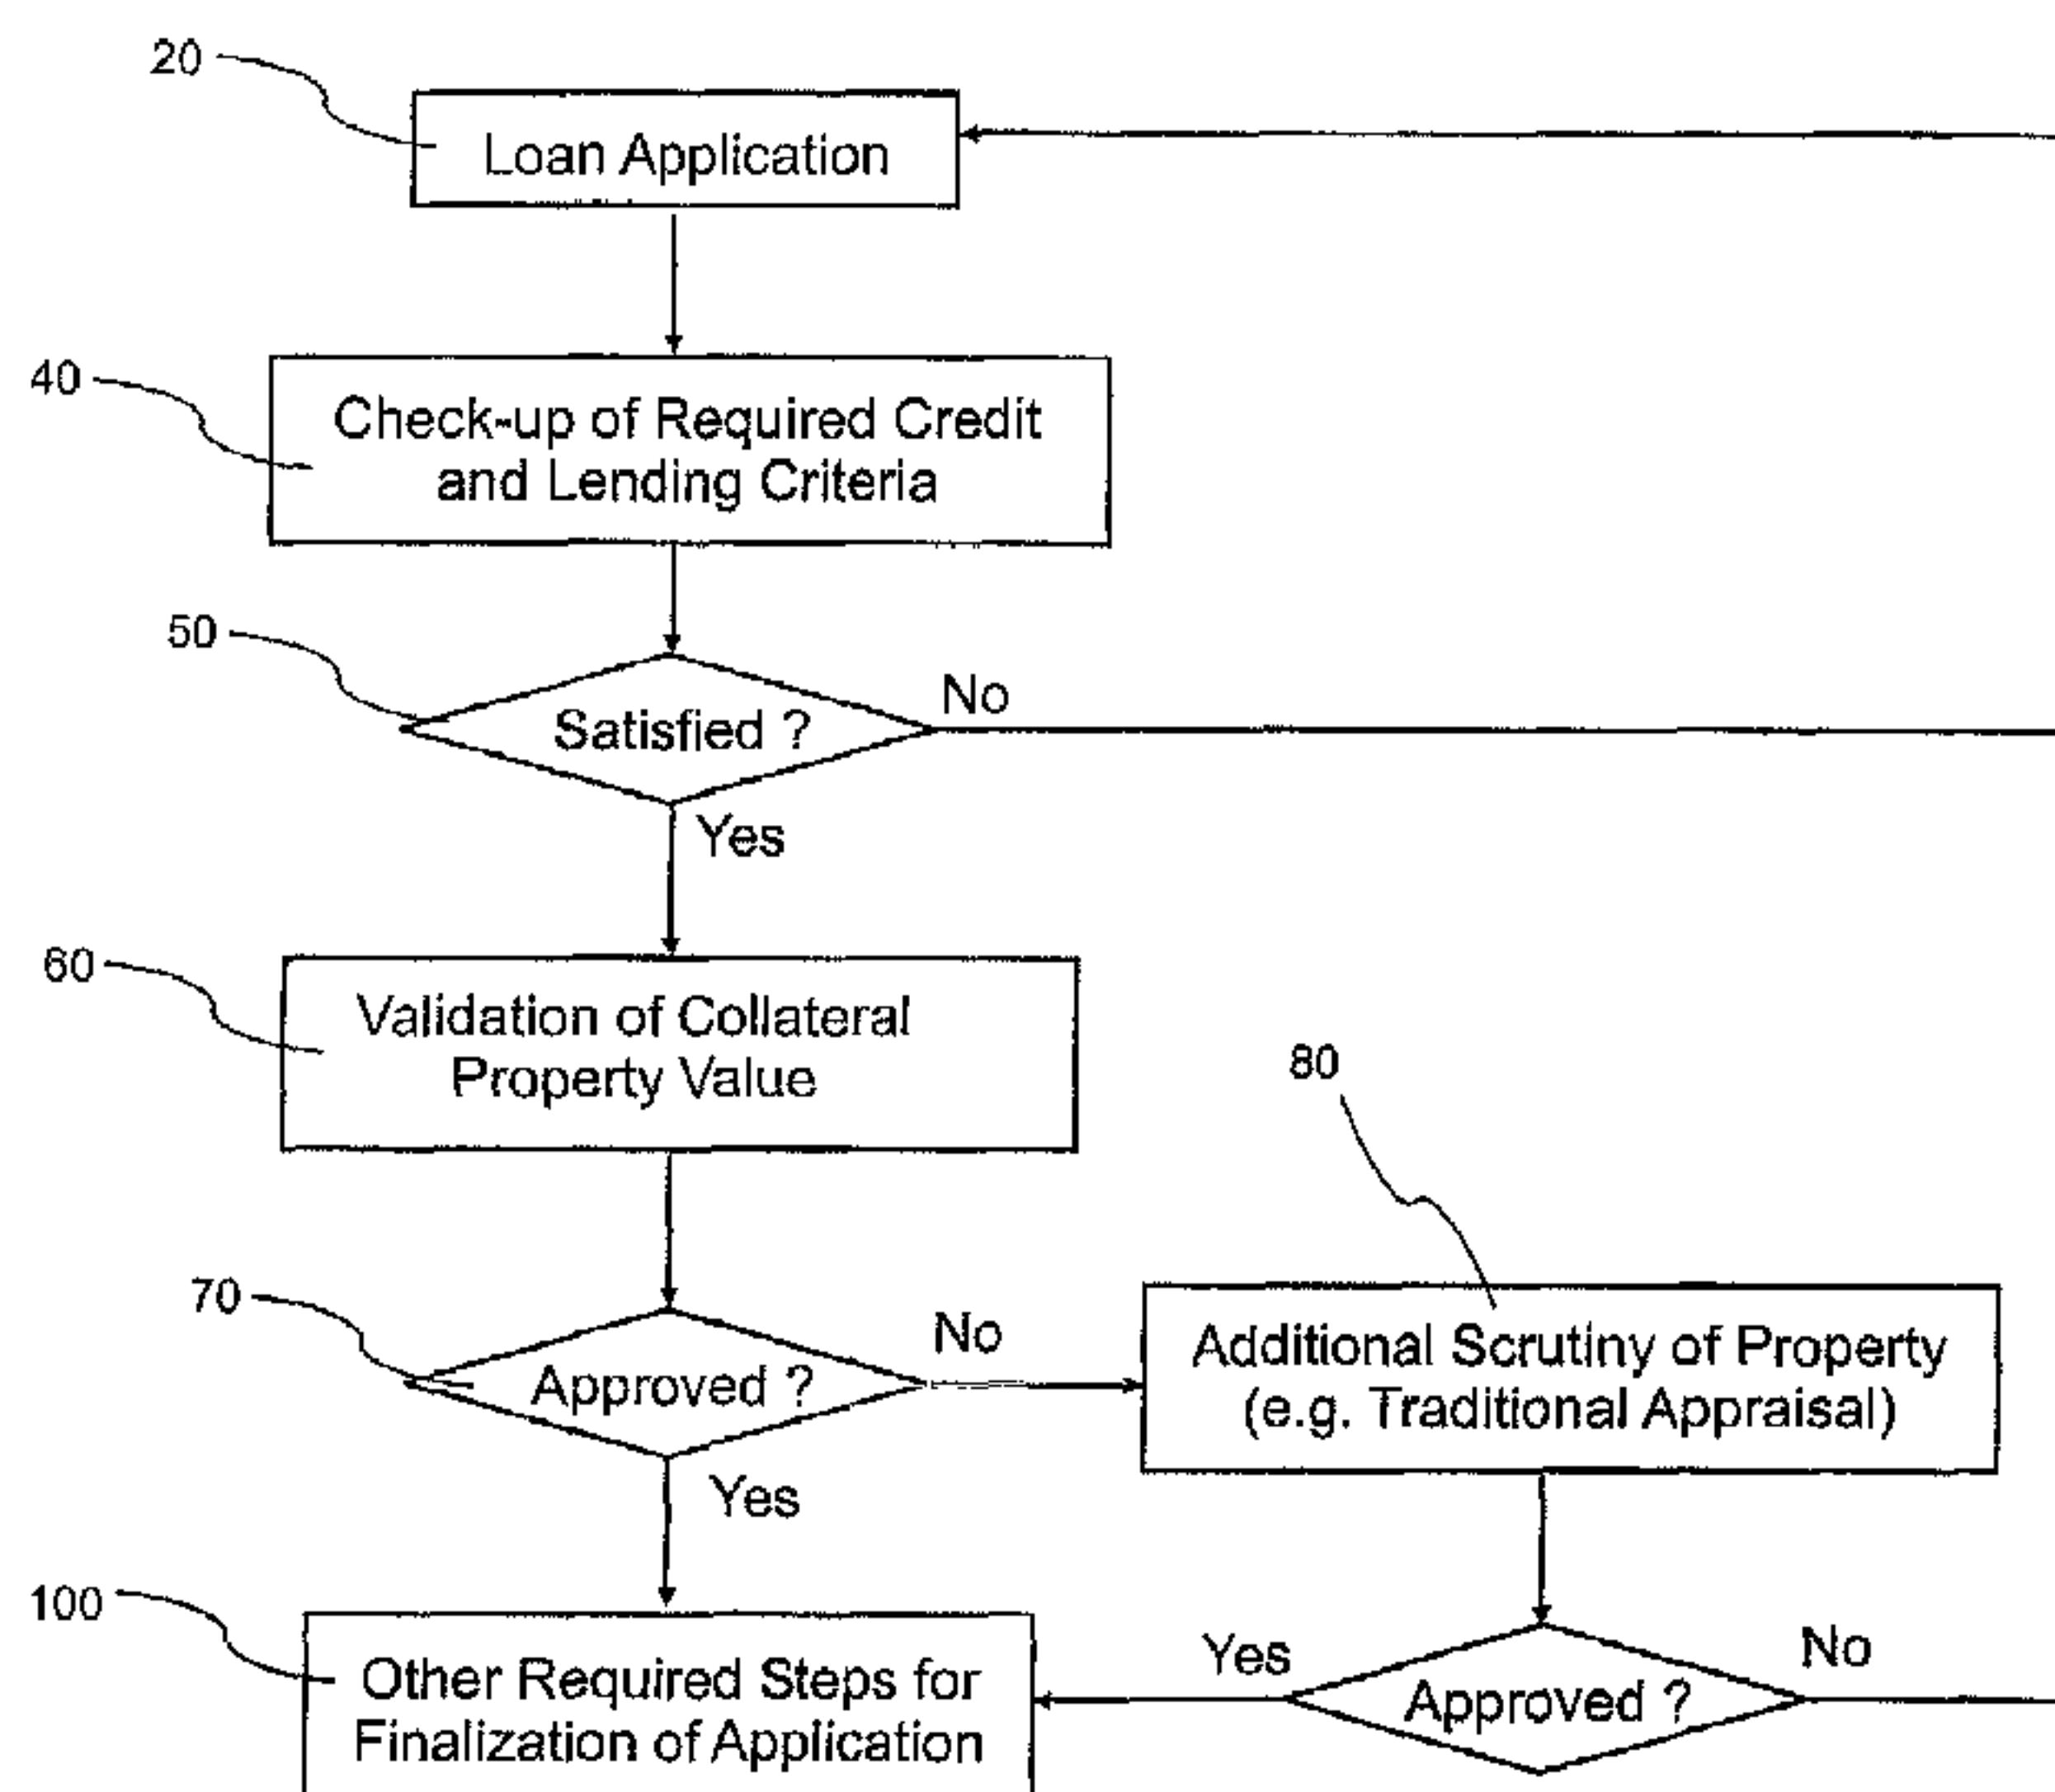 20
Loan Application
40
Check-up of Required Credit
and Lending Criteria
50
Satisfied ?
No
Yes
60
Validation of Collateral
Property Value
80
70
Approved ?
No
Additional Scrutiny of Property
(e.g. Traditional Appraisal)
Yes
100
Other Required Steps for
Finalization of Application
Yes
Approved ?
No